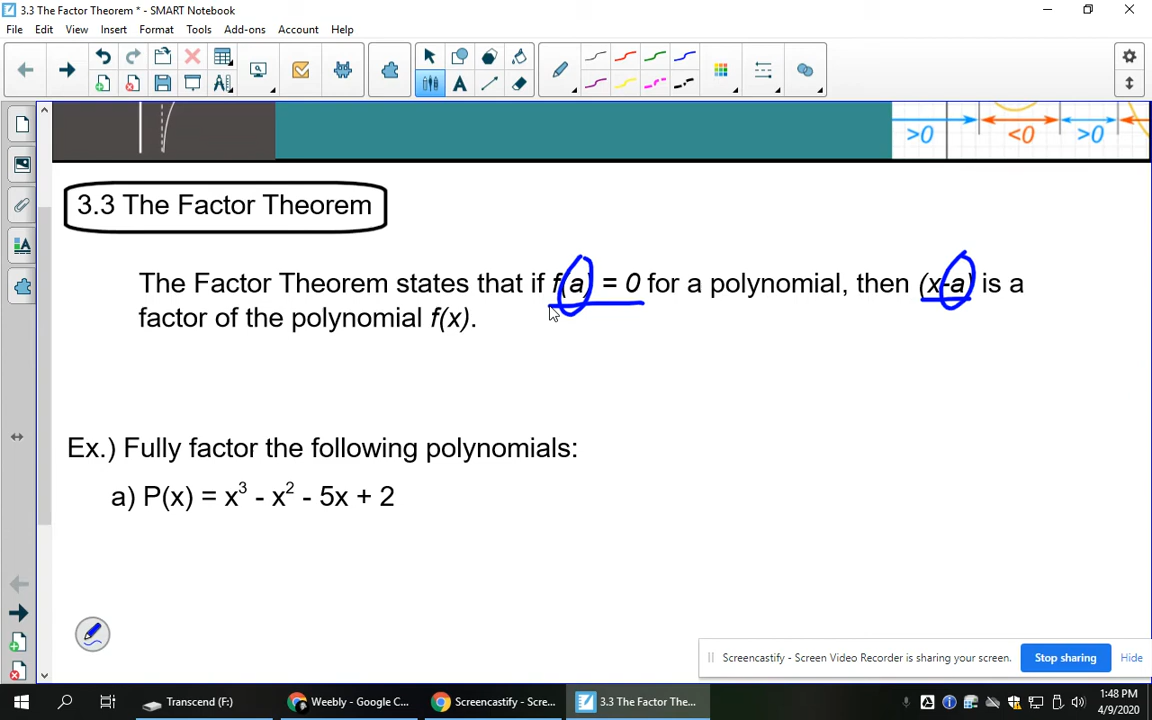 3.3 The Factor Theorem * - SMART Notebook
File Edit View Insert Format Tools Add-ons Account Help
>0 <0 >0
3.3 The Factor Theorem
The Factor Theorem states that if f(a) = 0 for a polynomial, then (x-a) is a
factor of the polynomial f(x).
Ex.) Fully factor the following polynomials:
a) P(x) = x³ - x² - 5x + 2
Screencastify - Screen Video Recorder is sharing your screen. Stop sharing Hide
Transcend (F:) Weebly - Google C... Screencastify - Scre... 3.3 The Factor The...
1:48 PM
4/9/2020